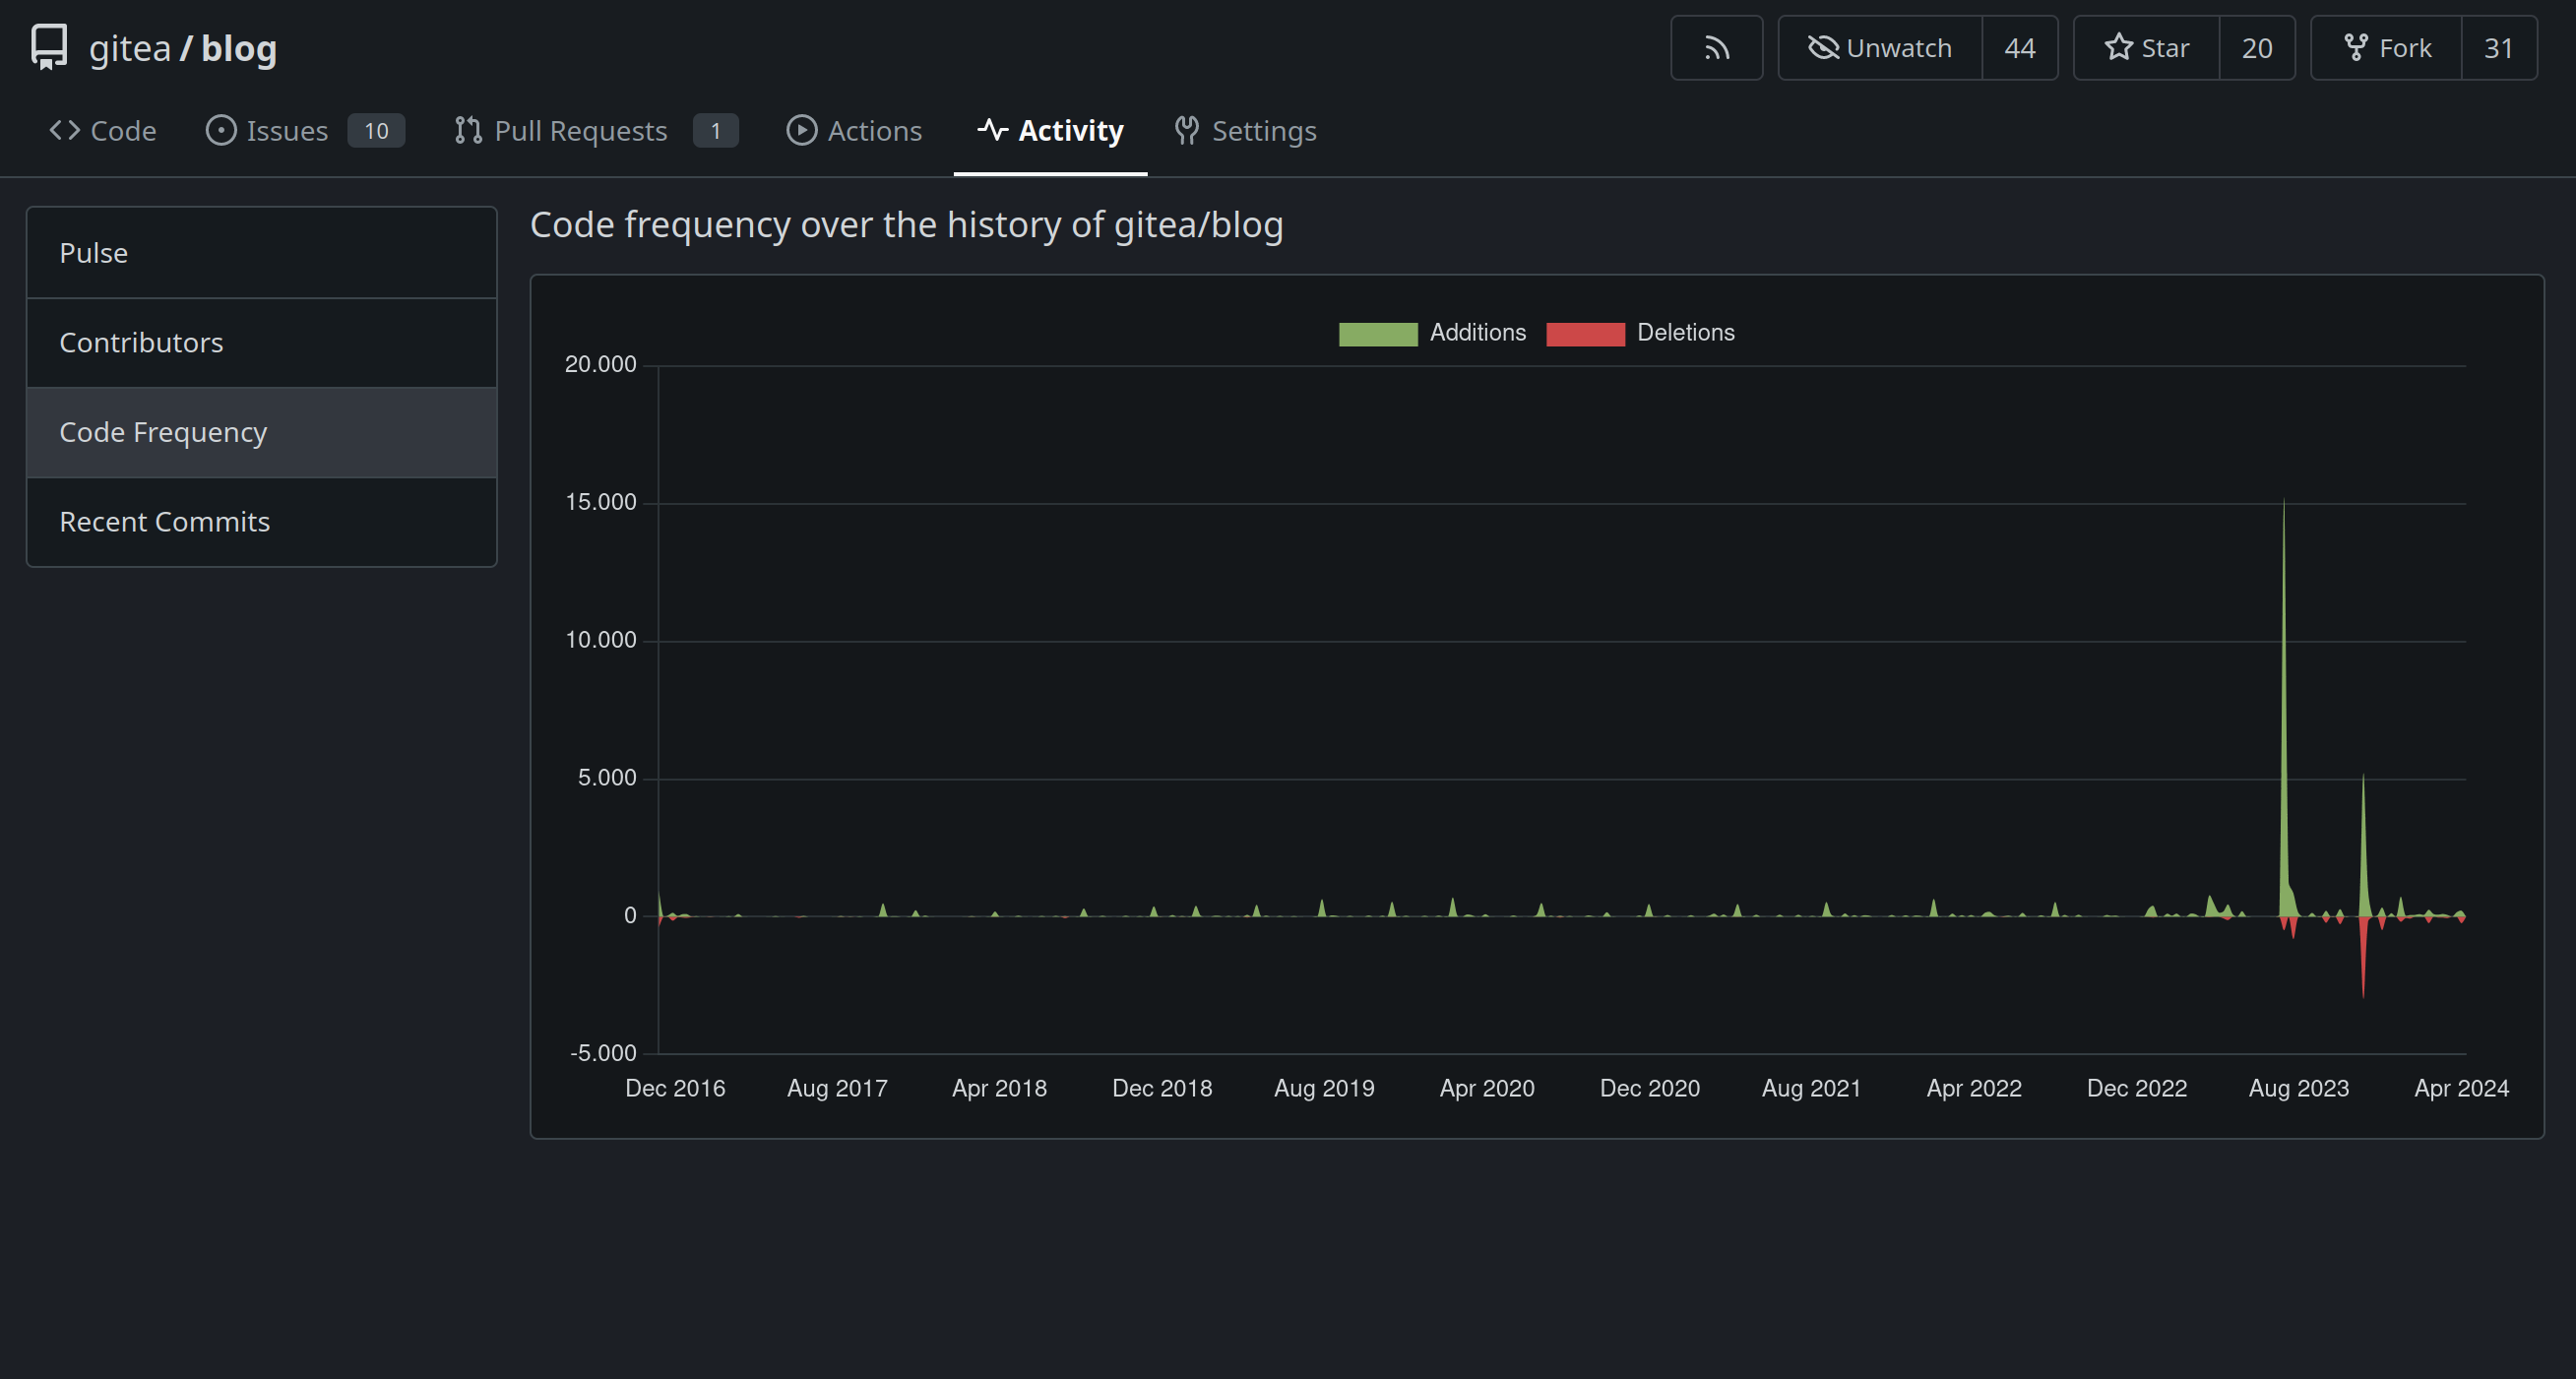 gitea / blog
Unwatch 44 Star 20 Fork 31
Code Issues 10 Pull Requests 1 Actions Activity Settings
Pulse
Contributors
Code Frequency
Recent Commits
Code frequency over the history of gitea/blog
Additions Deletions
20.000
15.000
10.000
5.000
0
-5.000
Dec 2016 Aug 2017 Apr 2018 Dec 2018 Aug 2019 Apr 2020 Dec 2020 Aug 2021 Apr 2022 Dec 2022 Aug 2023 Apr 2024